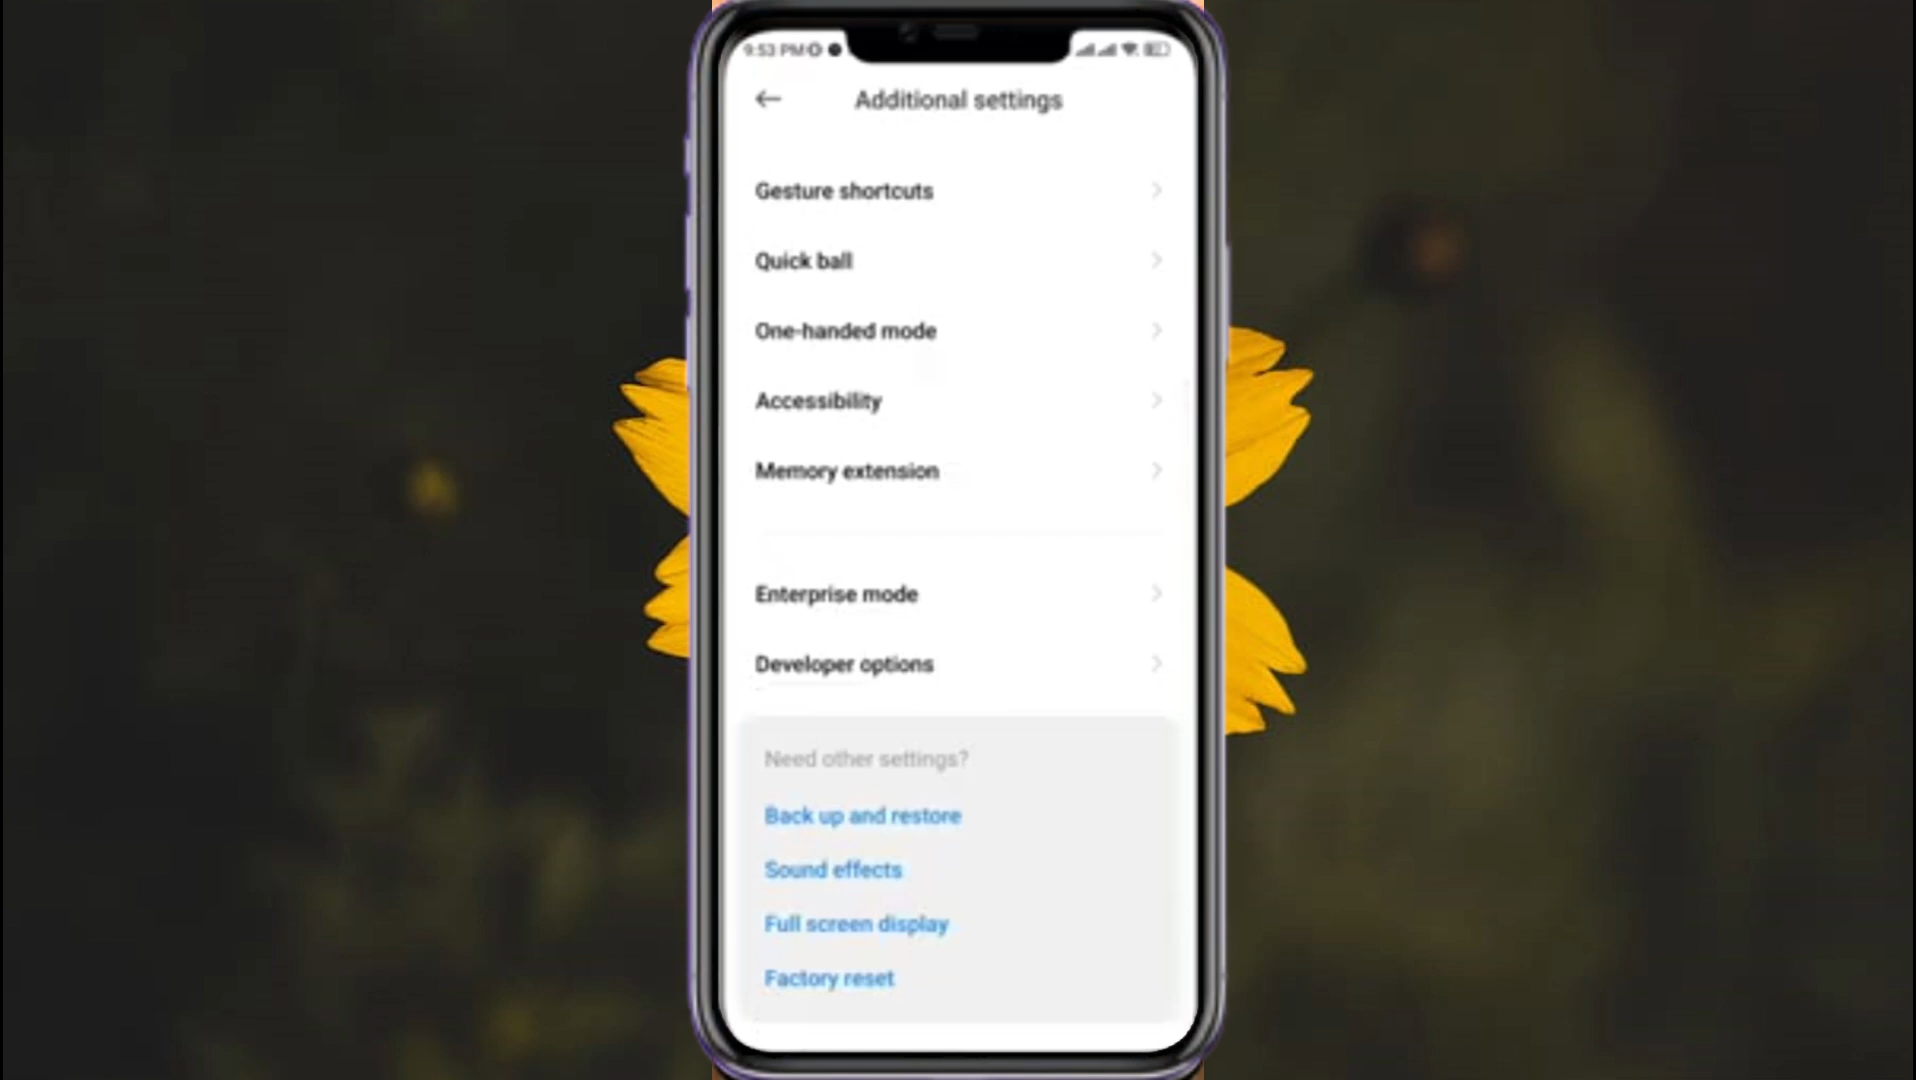 9:53 PM
Additional settings
Gesture shortcuts
Quick ball
One-handed mode
Accessibility
Memory extension
Enterprise mode
Developer options
Need other settings?
Back up and restore
Sound effects
Full screen display
Factory reset